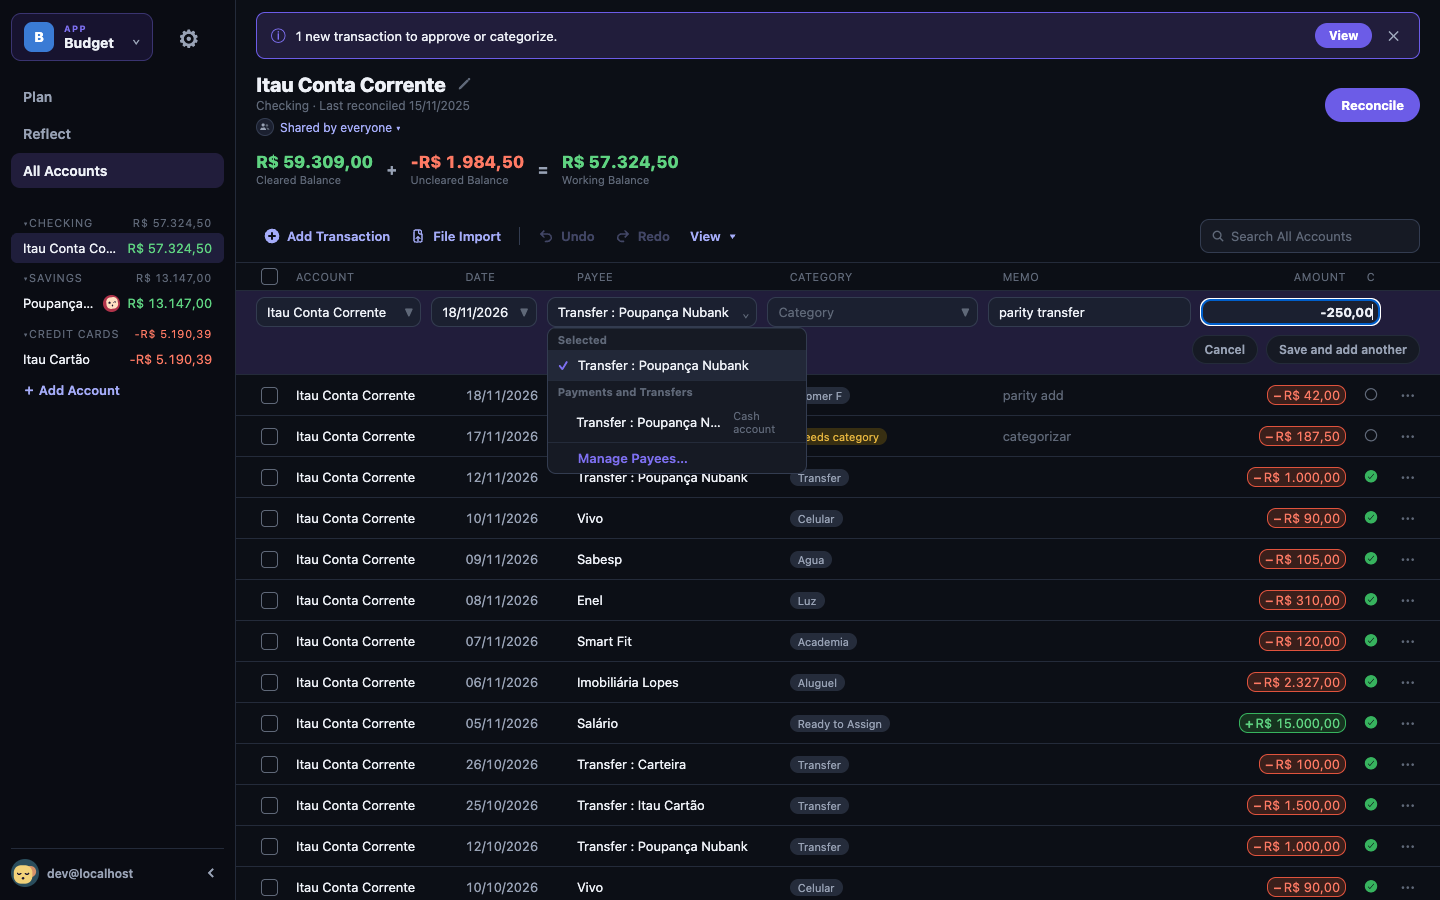 B
APP
Budget
Plan
Reflect
All Accounts
CHECKING R$ 57.324,50
Itau Conta Co... R$ 57.324,50
SAVINGS R$ 13.147,00
Poupança... R$ 13.147,00
CREDIT CARDS -R$ 5.190,39
Itau Cartão -R$ 5.190,39
+ Add Account
dev@localhost
1 new transaction to approve or categorize. View
Itau Conta Corrente
Checking · Last reconciled 15/11/2025
Shared by everyone
Reconcile
R$ 59.309,00 + -R$ 1.984,50 = R$ 57.324,50
Cleared Balance Uncleared Balance Working Balance
Add Transaction File Import Undo Redo View Search All Accounts
ACCOUNT DATE PAYEE CATEGORY MEMO AMOUNT C
Itau Conta Corrente 18/11/2026 Transfer : Poupança Nubank Category parity transfer -250,00
Cancel Save and add another
Selected
Transfer : Poupança Nubank
Payments and Transfers
Transfer : Poupança N... Cash account
Manage Payees...
Itau Conta Corrente 18/11/2026 omer F parity add −R$ 42,00
Itau Conta Corrente 17/11/2026 eeds category categorizar −R$ 187,50
Itau Conta Corrente 12/11/2026 Transfer : Poupança Nubank Transfer −R$ 1.000,00
Itau Conta Corrente 10/11/2026 Vivo Celular −R$ 90,00
Itau Conta Corrente 09/11/2026 Sabesp Agua −R$ 105,00
Itau Conta Corrente 08/11/2026 Enel Luz −R$ 310,00
Itau Conta Corrente 07/11/2026 Smart Fit Academia −R$ 120,00
Itau Conta Corrente 06/11/2026 Imobiliária Lopes Aluguel −R$ 2.327,00
Itau Conta Corrente 05/11/2026 Salário Ready to Assign +R$ 15.000,00
Itau Conta Corrente 26/10/2026 Transfer : Carteira Transfer −R$ 100,00
Itau Conta Corrente 25/10/2026 Transfer : Itau Cartão Transfer −R$ 1.500,00
Itau Conta Corrente 12/10/2026 Transfer : Poupança Nubank Transfer −R$ 1.000,00
Itau Conta Corrente 10/10/2026 Vivo Celular −R$ 90,00